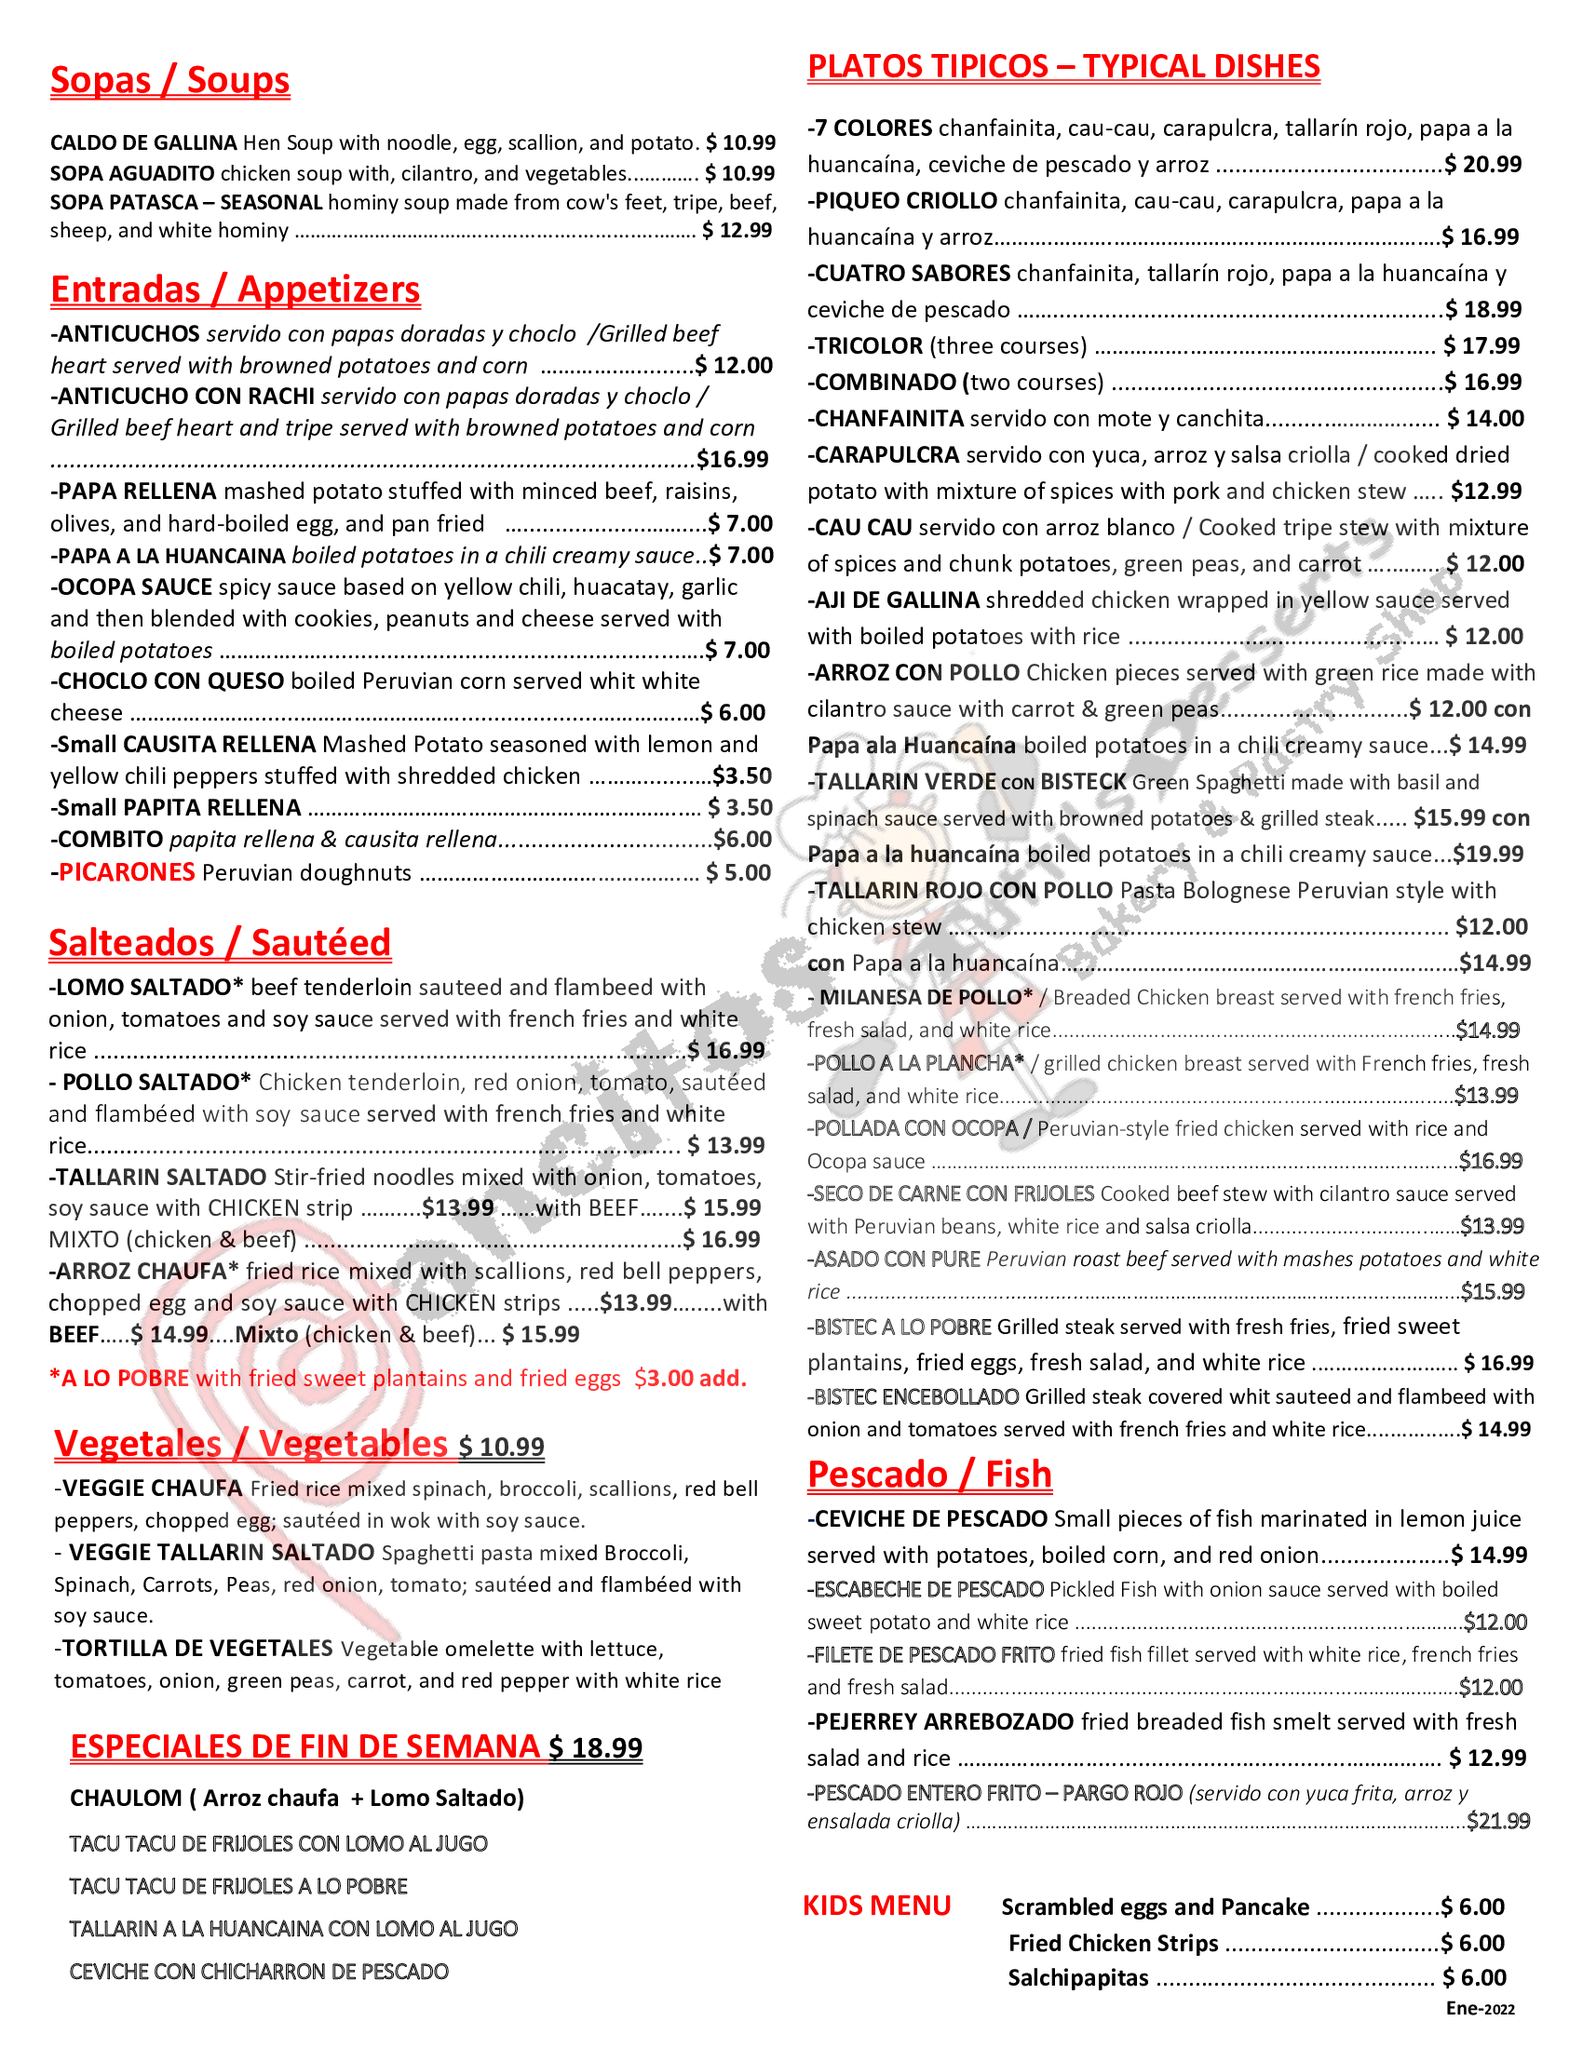 Sopas / Soups
CALDO DE GALLINA Hen Soup with noodle, egg, scallion, and potato. $ 10.99
SOPA AGUADITO chicken soup with, cilantro, and vegetables............ $ 10.99
SOPA PATASCA – SEASONAL hominy soup made from cow's feet, tripe, beef,
sheep, and white hominy .................................................................... $ 12.99
Entradas / Appetizers
-ANTICUCHOS servido con papas doradas y choclo /Grilled beef
heart served with browned potatoes and corn ........................$ 12.00
-ANTICUCHO CON RACHI servido con papas doradas y choclo /
Grilled beef heart and tripe served with browned potatoes and corn
...................................................................................$16.99
-PAPA RELLENA mashed potato stuffed with minced beef, raisins,
olives, and hard-boiled egg, and pan fried ..............................$ 7.00
-PAPA A LA HUANCAINA boiled potatoes in a chili creamy sauce..$ 7.00
-OCOPA SAUCE spicy sauce based on yellow chili, huacatay, garlic
and then blended with cookies, peanuts and cheese served with
boiled potatoes ...............................................................$ 7.00
-CHOCLO CON QUESO boiled Peruvian corn served whit white
cheese ..........................................................................$ 6.00
-Small CAUSITA RELLENA Mashed Potato seasoned with lemon and
yellow chili peppers stuffed with shredded chicken ...................$3.50
-Small PAPITA RELLENA ................................................... $ 3.50
-COMBITO papita rellena & causita rellena............................$6.00
-PICARONES Peruvian doughnuts ........................................ $ 5.00
Salteados / Sautéed
-LOMO SALTADO* beef tenderloin sauteed and flambeed with
onion, tomatoes and soy sauce served with french fries and white
rice .............................................................................$ 16.99
- POLLO SALTADO* Chicken tenderloin, red onion, tomato, sautéed
and flambéed with soy sauce served with french fries and white
rice............................................................................. $ 13.99
-TALLARIN SALTADO Stir-fried noodles mixed with onion, tomatoes,
soy sauce with CHICKEN strip ..........$13.99 ......with BEEF.......$ 15.99
MIXTO (chicken & beef) .................................................$ 16.99
-ARROZ CHAUFA* fried rice mixed with scallions, red bell peppers,
chopped egg and soy sauce with CHICKEN strips .....$13.99........with
BEEF.....$ 14.99....Mixto (chicken & beef)... $ 15.99
*A LO POBRE with fried sweet plantains and fried eggs $3.00 add.
Vegetales / Vegetables $ 10.99
-VEGGIE CHAUFA Fried rice mixed spinach, broccoli, scallions, red bell
peppers, chopped egg; sautéed in wok with soy sauce.
- VEGGIE TALLARIN SALTADO Spaghetti pasta mixed Broccoli,
Spinach, Carrots, Peas, red onion, tomato; sautéed and flambéed with
soy sauce.
-TORTILLA DE VEGETALES Vegetable omelette with lettuce,
tomatoes, onion, green peas, carrot, and red pepper with white rice
ESPECIALES DE FIN DE SEMANA $ 18.99
CHAULOM ( Arroz chaufa + Lomo Saltado)
TACU TACU DE FRIJOLES CON LOMO AL JUGO
TACU TACU DE FRIJOLES A LO POBRE
TALLARIN A LA HUANCAINA CON LOMO AL JUGO
CEVICHE CON CHICHARRON DE PESCADO
PLATOS TIPICOS – TYPICAL DISHES
-7 COLORES chanfainita, cau-cau, carapulcra, tallarín rojo, papa a la
huancaína, ceviche de pescado y arroz ..................................$ 20.99
-PIQUEO CRIOLLO chanfainita, cau-cau, carapulcra, papa a la
huancaína y arroz.................................................................$ 16.99
-CUATRO SABORES chanfainita, tallarín rojo, papa a la huancaína y
ceviche de pescado ..............................................................$ 18.99
-TRICOLOR (three courses) ................................................. $ 17.99
-COMBINADO (two courses) ................................................$ 16.99
-CHANFAINITA servido con mote y canchita.......................... $ 14.00
-CARAPULCRA servido con yuca, arroz y salsa criolla / cooked dried
potato with mixture of spices with pork and chicken stew ..... $12.99
-CAU CAU servido con arroz blanco / Cooked tripe stew with mixture
of spices and chunk potatoes, green peas, and carrot ........... $ 12.00
-AJI DE GALLINA shredded chicken wrapped in yellow sauce served
with boiled potatoes with rice ............................................. $ 12.00
-ARROZ CON POLLO Chicken pieces served with green rice made with
cilantro sauce with carrot & green peas...........................$ 12.00 con
Papa ala Huancaína boiled potatoes in a chili creamy sauce...$ 14.99
-TALLARIN VERDE CON BISTECK Green Spaghetti made with basil and
spinach sauce served with browned potatoes & grilled steak..... $15.99 con
Papa a la huancaína boiled potatoes in a chili creamy sauce...$19.99
-TALLARIN ROJO CON POLLO Pasta Bolognese Peruvian style with
chicken stew ........................................................................ $12.00
con Papa a la huancaína.........................................................$14.99
- MILANESA DE POLLO* / Breaded Chicken breast served with french fries,
fresh salad, and white rice.......................................................$14.99
-POLLO A LA PLANCHA* / grilled chicken breast served with French fries, fresh
salad, and white rice................................................................$13.99
-POLLADA CON OCOPA / Peruvian-style fried chicken served with rice and
Ocopa sauce ...........................................................................$16.99
-SECO DE CARNE CON FRIJOLES Cooked beef stew with cilantro sauce served
with Peruvian beans, white rice and salsa criolla................................$13.99
-ASADO CON PURE Peruvian roast beef served with mashes potatoes and white
rice .......................................................................................$15.99
-BISTEC A LO POBRE Grilled steak served with fresh fries, fried sweet
plantains, fried eggs, fresh salad, and white rice ..................... $ 16.99
-BISTEC ENCEBOLLADO Grilled steak covered whit sauteed and flambeed with
onion and tomatoes served with french fries and white rice..............$ 14.99
Pescado / Fish
-CEVICHE DE PESCADO Small pieces of fish marinated in lemon juice
served with potatoes, boiled corn, and red onion...................$ 14.99
-ESCABECHE DE PESCADO Pickled Fish with onion sauce served with boiled
sweet potato and white rice ......................................................$12.00
-FILETE DE PESCADO FRITO fried fish fillet served with white rice, french fries
and fresh salad.......................................................................$12.00
-PEJERREY ARREBOZADO fried breaded fish smelt served with fresh
salad and rice ...................................................................... $ 12.99
-PESCADO ENTERO FRITO – PARGO ROJO (servido con yuca frita, arroz y
ensalada criolla) ......................................................................$21.99
KIDS MENU Scrambled eggs and Pancake ...................$ 6.00
Fried Chicken Strips ................................$ 6.00
Salchipapitas ......................................... $ 6.00
Ene-2022
Poncitos Zuri's Desserts
Bakery & Pastry Shop